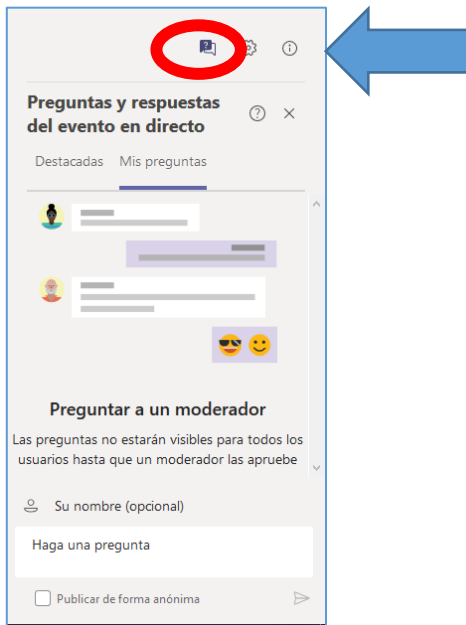 Preguntas y respuestas
del evento en directo
Destacadas Mis preguntas
Preguntar a un moderador
Las preguntas no estarán visibles para todos los
usuarios hasta que un moderador las apruebe
Su nombre (opcional)
Haga una pregunta
Publicar de forma anónima